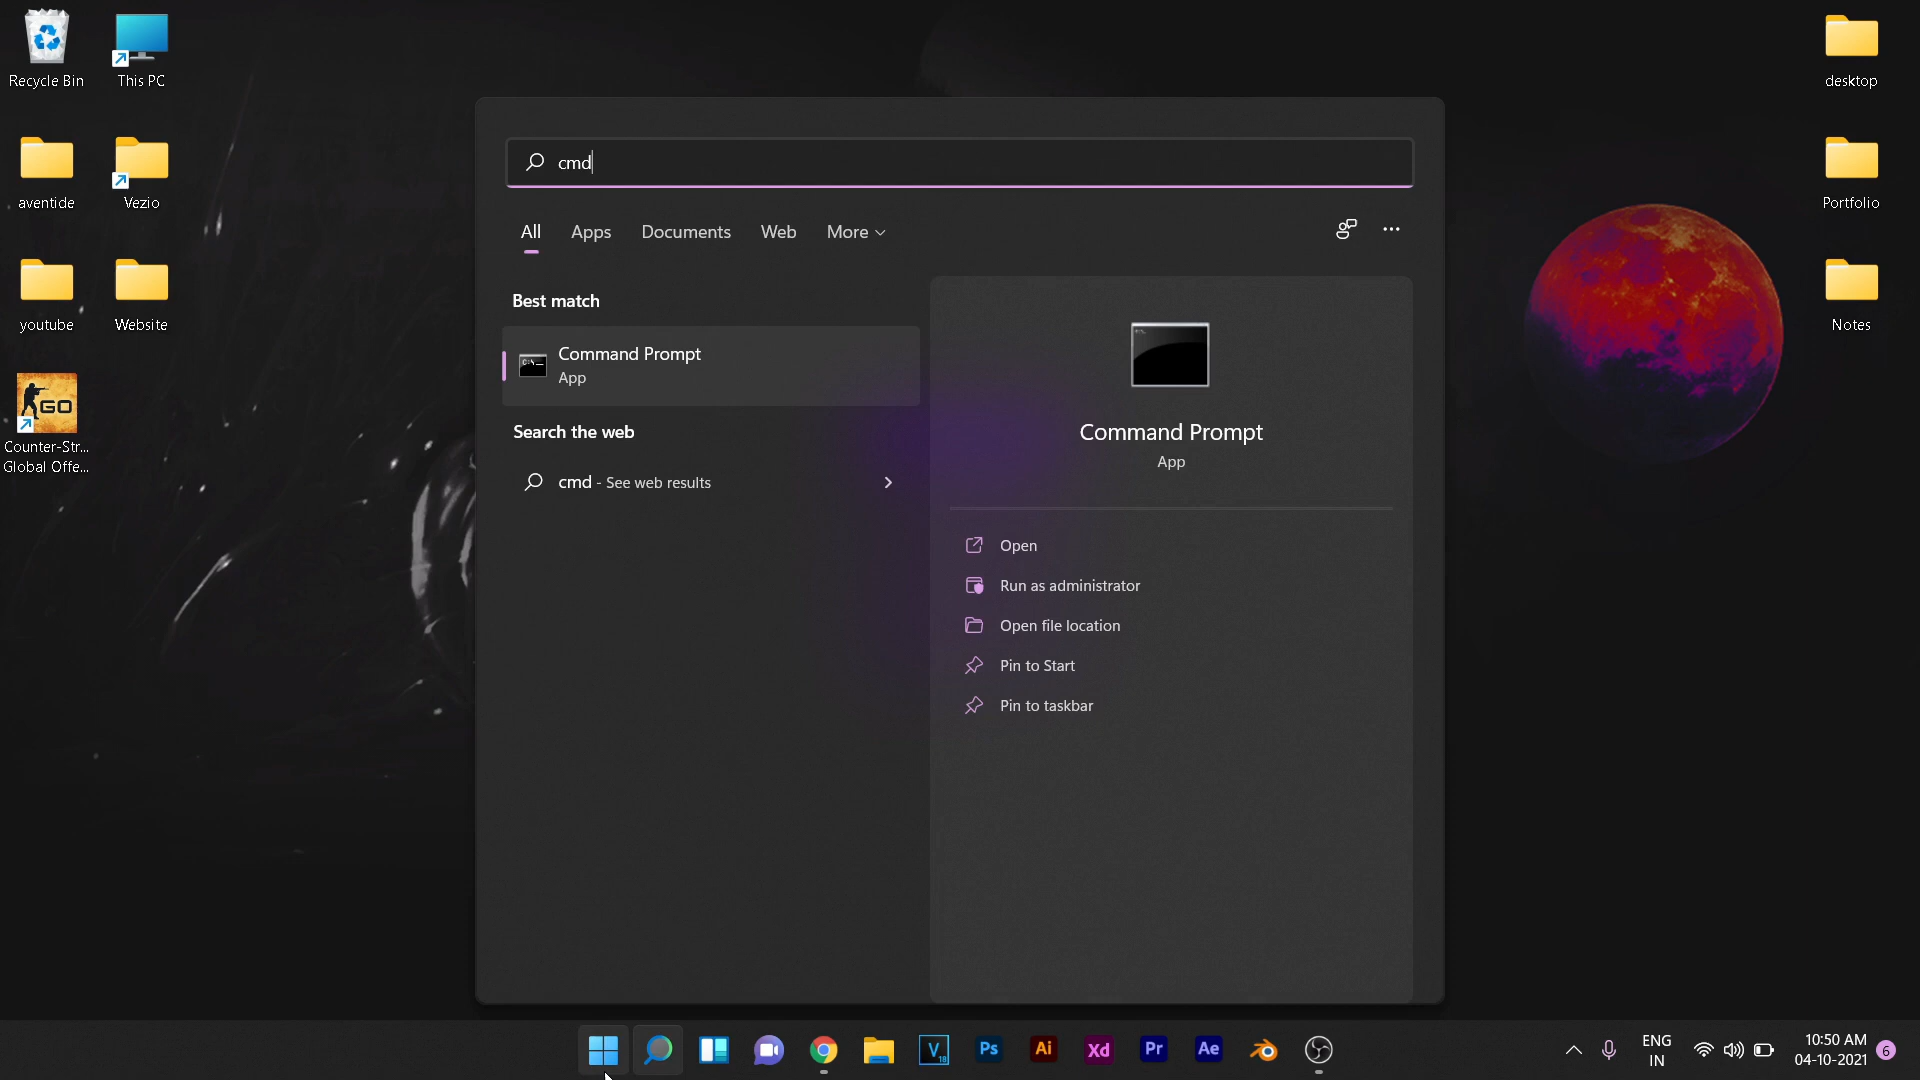 Recycle Bin
This PC
aventide
Vezio
youtube
Website
GO
Counter-Str...
Global Offe...
desktop
Portfolio
Notes
cmd
All
Apps
Documents
Web
More
Best match
C:\_
Command Prompt
App
Search the web
cmd - See web results
Command Prompt
App
Open
Run as administrator
Open file location
Pin to Start
Pin to taskbar
V
18
Ps
Ai
Xd
Pr
Ae
ENG
IN
10:50 AM
04-10-2021
6